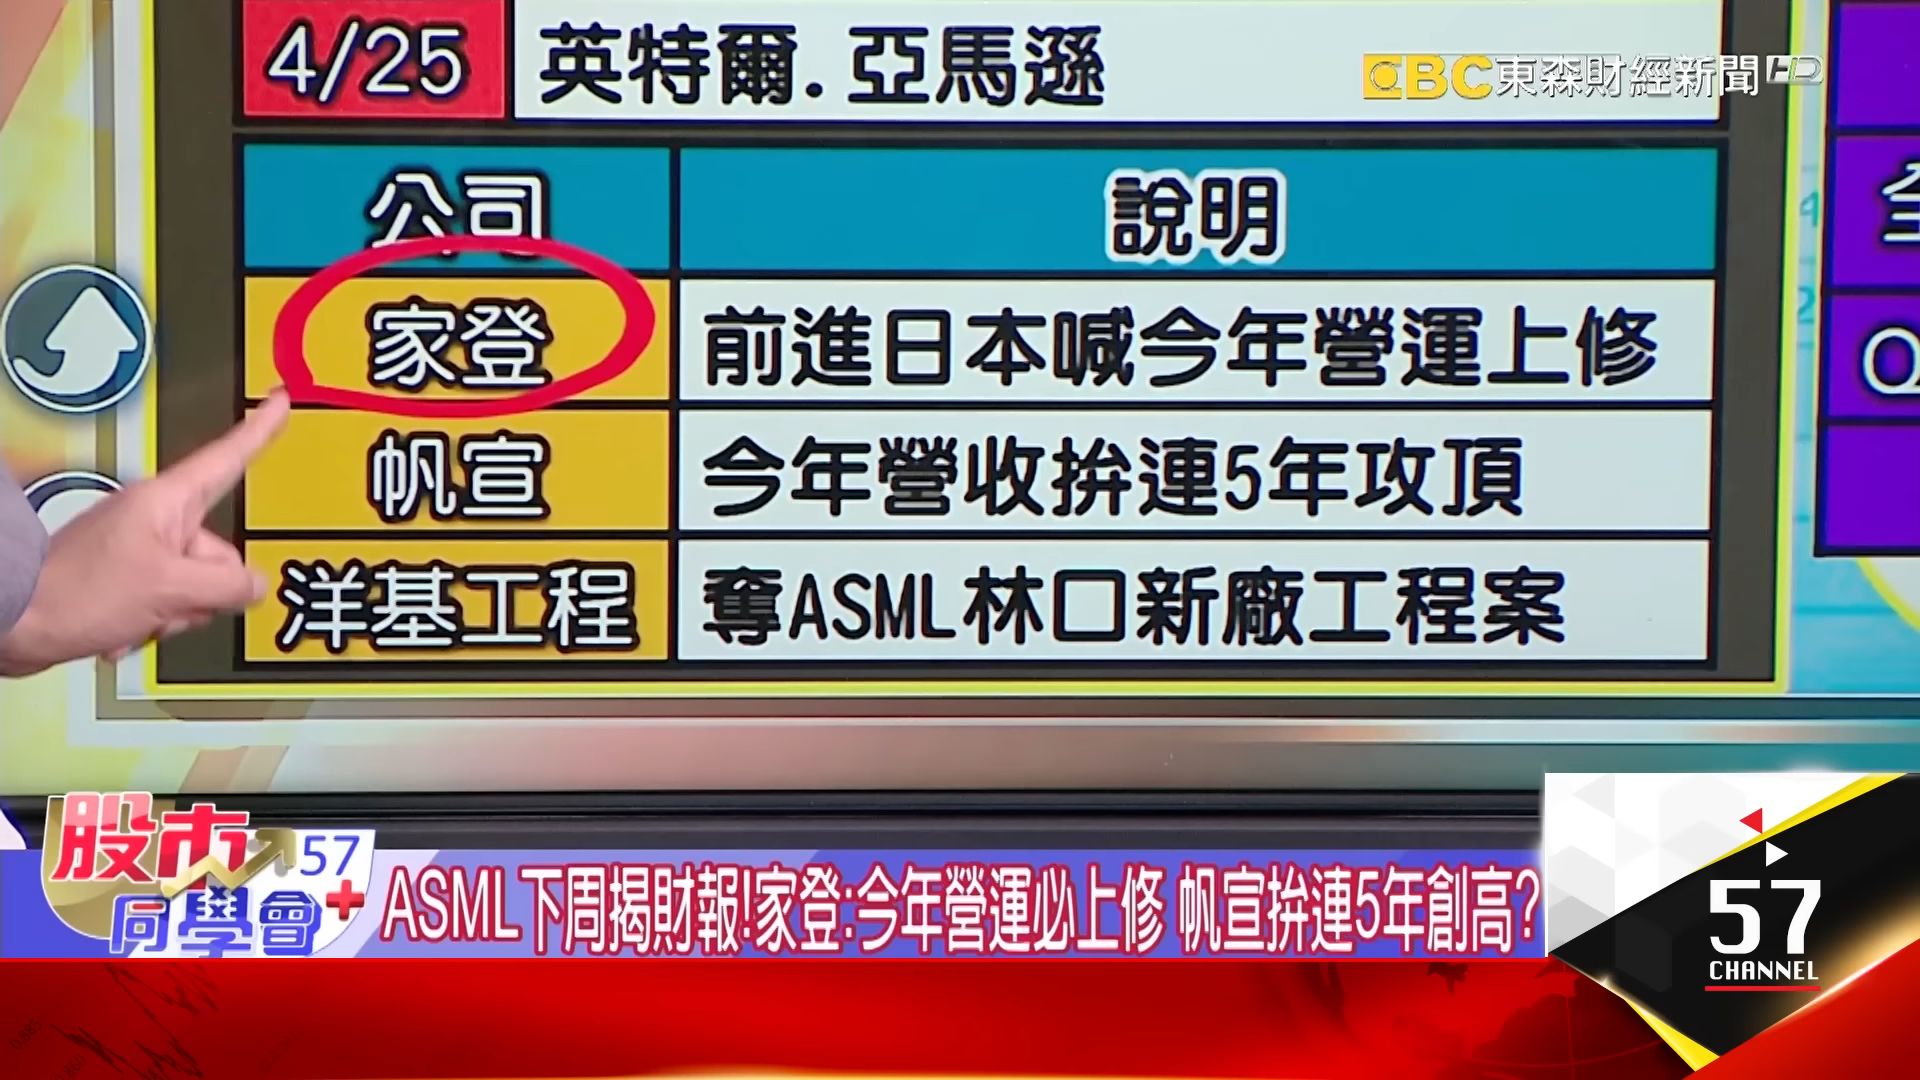 4/25 英特爾.亞馬遜
EBC東森財經新聞HD
公司 說明
家登 前進日本喊今年營運上修
帆宣 今年營收拚連5年攻頂
洋基工程 奪ASML林口新廠工程案
全
股市
57
同學會+
ASML下周揭財報!家登:今年營運必上修 帆宣拚連5年創高?
57
CHANNEL